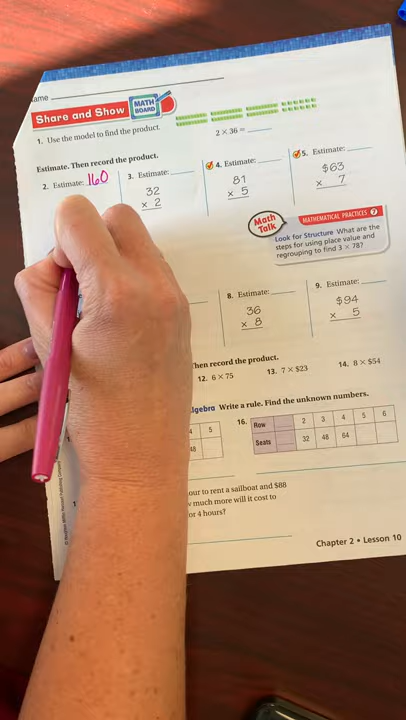 ame
Share and Show MATH BOARD
1. Use the model to find the product.
2 × 36 =
Estimate. Then record the product.
2. Estimate: 160
3. Estimate:
32
× 2
4. Estimate:
81
× 5
5. Estimate:
$63
× 7
Math Talk
MATHEMATICAL PRACTICES 7
Look for Structure What are the
steps for using place value and
regrouping to find 3 × 78?
8. Estimate:
36
× 8
9. Estimate:
$94
× 5
Then record the product.
12. 6 × 75
13. 7 × $23
14. 8 × $54
lgebra Write a rule. Find the unknown numbers.
4 5
48
16.
Row 2 3 4 5 6
Seats 32 48 64
our to rent a sailboat and $88
much more will it cost to
or 4 hours?
Chapter 2 • Lesson 10